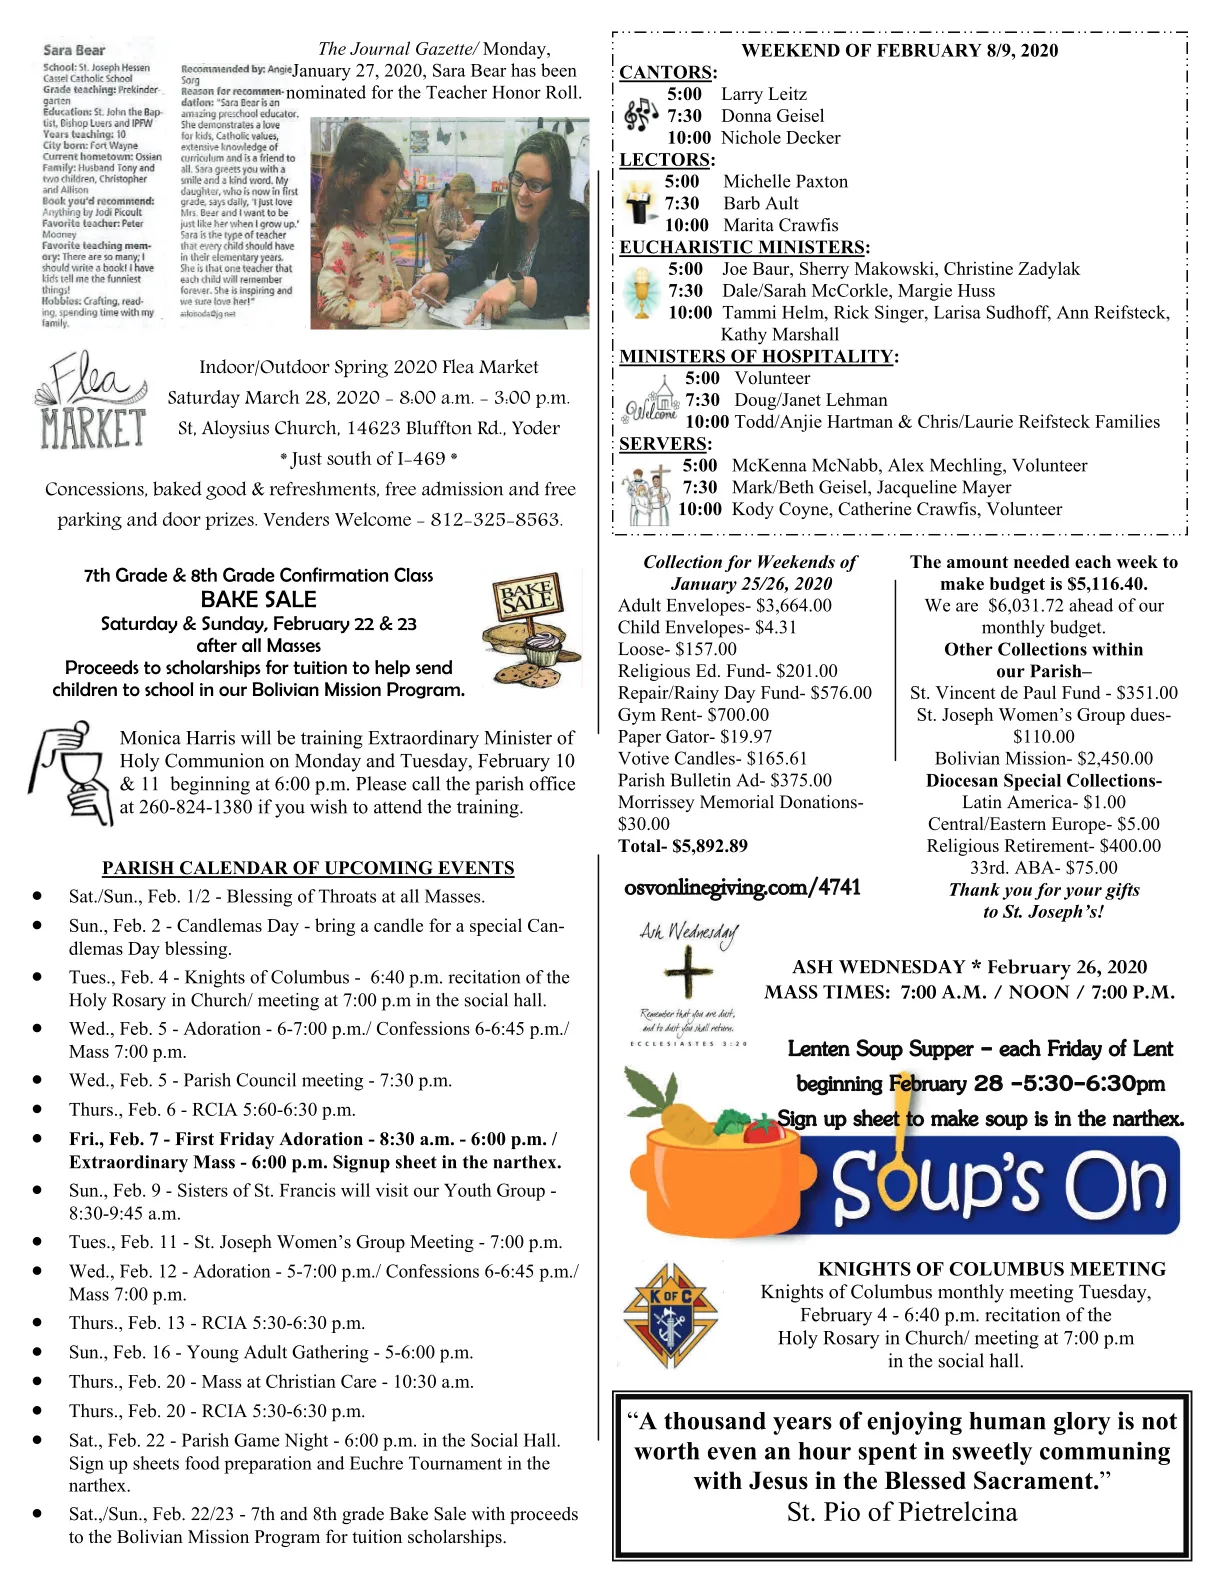 Sara Bear
School: St. Joseph Hessen
Cassel Catholic School
Grade teaching: Prekinder-
garten
Education: St. John the Bap-
tist, Bishop Luers and IPFW
Years teaching: 10
City born: Fort Wayne
Current hometown: Ossian
Family: Husband Tony and
two children, Christopher
and Allison
Book you'd recommend:
Anything by Jodi Picoult
Favorite teacher: Peter
Mooney
Favorite teaching mem-
ory: There are so many; I
should write a book! I have
kids tell me the funniest
things!
Hobbies: Crafting, read-
ing, spending time with my
family.
Recommended by: Angie
Sorg
Reason for recommen-
dation: "Sara Bear is an
amazing preschool educator.
She demonstrates a love
for kids, Catholic values,
extensive knowledge of
curriculum and is a friend to
all. Sara greets you with a
smile and a kind word. My
daughter, who is now in first
grade, says daily, 'I just love
Mrs. Bear and I want to be
just like her when I grow up.'
Sara is the type of teacher
that every child should have
in their elementary years.
She is that one teacher that
each child will remember
forever. She is inspiring and
we sure love her!"
The Journal Gazette/ Monday,
January 27, 2020, Sara Bear has been
nominated for the Teacher Honor Roll.
Flea
MARKET
Indoor/Outdoor Spring 2020 Flea Market
Saturday March 28, 2020 - 8:00 a.m. - 3:00 p.m.
St, Aloysius Church, 14623 Bluffton Rd., Yoder
* Just south of I-469 *
Concessions, baked good & refreshments, free admission and free
parking and door prizes. Venders Welcome - 812-325-8563.
7th Grade & 8th Grade Confirmation Class
BAKE SALE
Saturday & Sunday, February 22 & 23
after all Masses
Proceeds to scholarships for tuition to help send
children to school in our Bolivian Mission Program.
BAKE
SALE
Monica Harris will be training Extraordinary Minister of
Holy Communion on Monday and Tuesday, February 10
& 11 beginning at 6:00 p.m. Please call the parish office
at 260-824-1380 if you wish to attend the training.
PARISH CALENDAR OF UPCOMING EVENTS
• Sat./Sun., Feb. 1/2 - Blessing of Throats at all Masses.
• Sun., Feb. 2 - Candlemas Day - bring a candle for a special Can-
dlemas Day blessing.
• Tues., Feb. 4 - Knights of Columbus - 6:40 p.m. recitation of the
Holy Rosary in Church/ meeting at 7:00 p.m in the social hall.
• Wed., Feb. 5 - Adoration - 6-7:00 p.m./ Confessions 6-6:45 p.m./
Mass 7:00 p.m.
• Wed., Feb. 5 - Parish Council meeting - 7:30 p.m.
• Thurs., Feb. 6 - RCIA 5:60-6:30 p.m.
• Fri., Feb. 7 - First Friday Adoration - 8:30 a.m. - 6:00 p.m. /
Extraordinary Mass - 6:00 p.m. Signup sheet in the narthex.
• Sun., Feb. 9 - Sisters of St. Francis will visit our Youth Group -
8:30-9:45 a.m.
• Tues., Feb. 11 - St. Joseph Women's Group Meeting - 7:00 p.m.
• Wed., Feb. 12 - Adoration - 5-7:00 p.m./ Confessions 6-6:45 p.m./
Mass 7:00 p.m.
• Thurs., Feb. 13 - RCIA 5:30-6:30 p.m.
• Sun., Feb. 16 - Young Adult Gathering - 5-6:00 p.m.
• Thurs., Feb. 20 - Mass at Christian Care - 10:30 a.m.
• Thurs., Feb. 20 - RCIA 5:30-6:30 p.m.
• Sat., Feb. 22 - Parish Game Night - 6:00 p.m. in the Social Hall.
Sign up sheets food preparation and Euchre Tournament in the
narthex.
• Sat.,/Sun., Feb. 22/23 - 7th and 8th grade Bake Sale with proceeds
to the Bolivian Mission Program for tuition scholarships.
WEEKEND OF FEBRUARY 8/9, 2020
CANTORS:
5:00 Larry Leitz
7:30 Donna Geisel
10:00 Nichole Decker
LECTORS:
5:00 Michelle Paxton
7:30 Barb Ault
10:00 Marita Crawfis
EUCHARISTIC MINISTERS:
5:00 Joe Baur, Sherry Makowski, Christine Zadylak
7:30 Dale/Sarah McCorkle, Margie Huss
10:00 Tammi Helm, Rick Singer, Larisa Sudhoff, Ann Reifsteck,
Kathy Marshall
MINISTERS OF HOSPITALITY:
Welcome
5:00 Volunteer
7:30 Doug/Janet Lehman
10:00 Todd/Anjie Hartman & Chris/Laurie Reifsteck Families
SERVERS:
5:00 McKenna McNabb, Alex Mechling, Volunteer
7:30 Mark/Beth Geisel, Jacqueline Mayer
10:00 Kody Coyne, Catherine Crawfis, Volunteer
Collection for Weekends of
January 25/26, 2020
Adult Envelopes- $3,664.00
Child Envelopes- $4.31
Loose- $157.00
Religious Ed. Fund- $201.00
Repair/Rainy Day Fund- $576.00
Gym Rent- $700.00
Paper Gator- $19.97
Votive Candles- $165.61
Parish Bulletin Ad- $375.00
Morrissey Memorial Donations-
$30.00
Total- $5,892.89
osvonlinegiving.com/4741
The amount needed each week to
make budget is $5,116.40.
We are $6,031.72 ahead of our
monthly budget.
Other Collections within
our Parish–
St. Vincent de Paul Fund - $351.00
St. Joseph Women's Group dues-
$110.00
Bolivian Mission- $2,450.00
Diocesan Special Collections-
Latin America- $1.00
Central/Eastern Europe- $5.00
Religious Retirement- $400.00
33rd. ABA- $75.00
Thank you for your gifts
to St. Joseph's!
Ash Wednesday
Remember that you are dust,
and to dust you shall return.
ECCLESIASTES 3:20
ASH WEDNESDAY * February 26, 2020
MASS TIMES: 7:00 A.M. / NOON / 7:00 P.M.
Lenten Soup Supper - each Friday of Lent
beginning February 28 -5:30-6:30pm
Sign up sheet to make soup is in the narthex.
Soup's On
K OF C
KNIGHTS OF COLUMBUS MEETING
Knights of Columbus monthly meeting Tuesday,
February 4 - 6:40 p.m. recitation of the
Holy Rosary in Church/ meeting at 7:00 p.m
in the social hall.
“A thousand years of enjoying human glory is not
worth even an hour spent in sweetly communing
with Jesus in the Blessed Sacrament.”
St. Pio of Pietrelcina